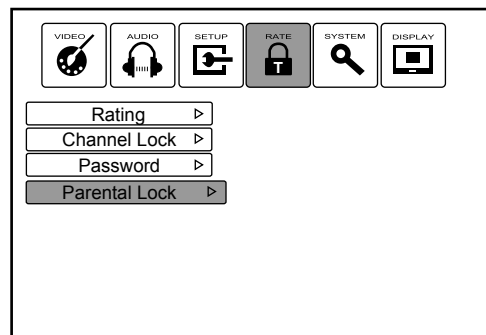 VIDEO AUDIO SETUP RATE SYSTEM DISPLAY
T
Rating
Channel Lock
Password
Parental Lock